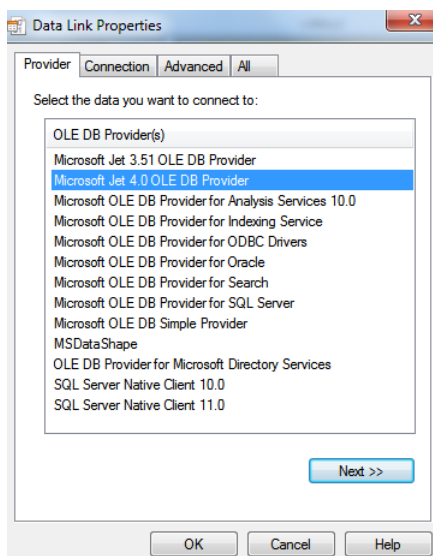 Data Link Properties
Provider Connection Advanced All
Select the data you want to connect to:
OLE DB Provider(s)
Microsoft Jet 3.51 OLE DB Provider
Microsoft Jet 4.0 OLE DB Provider
Microsoft OLE DB Provider for Analysis Services 10.0
Microsoft OLE DB Provider for Indexing Service
Microsoft OLE DB Provider for ODBC Drivers
Microsoft OLE DB Provider for Oracle
Microsoft OLE DB Provider for Search
Microsoft OLE DB Provider for SQL Server
Microsoft OLE DB Simple Provider
MSDataShape
OLE DB Provider for Microsoft Directory Services
SQL Server Native Client 10.0
SQL Server Native Client 11.0
Next >>
OK Cancel Help